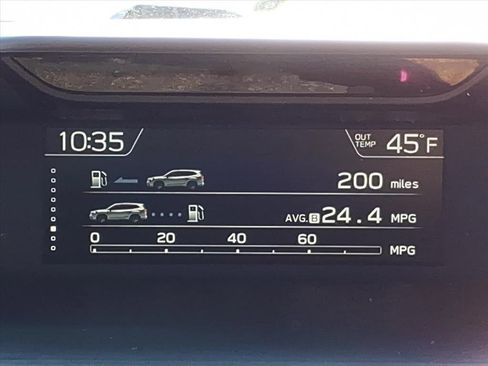 10:35 OUT TEMP 45°F
200 miles
AVG. B 24.4 MPG
0 20 40 60
MPG